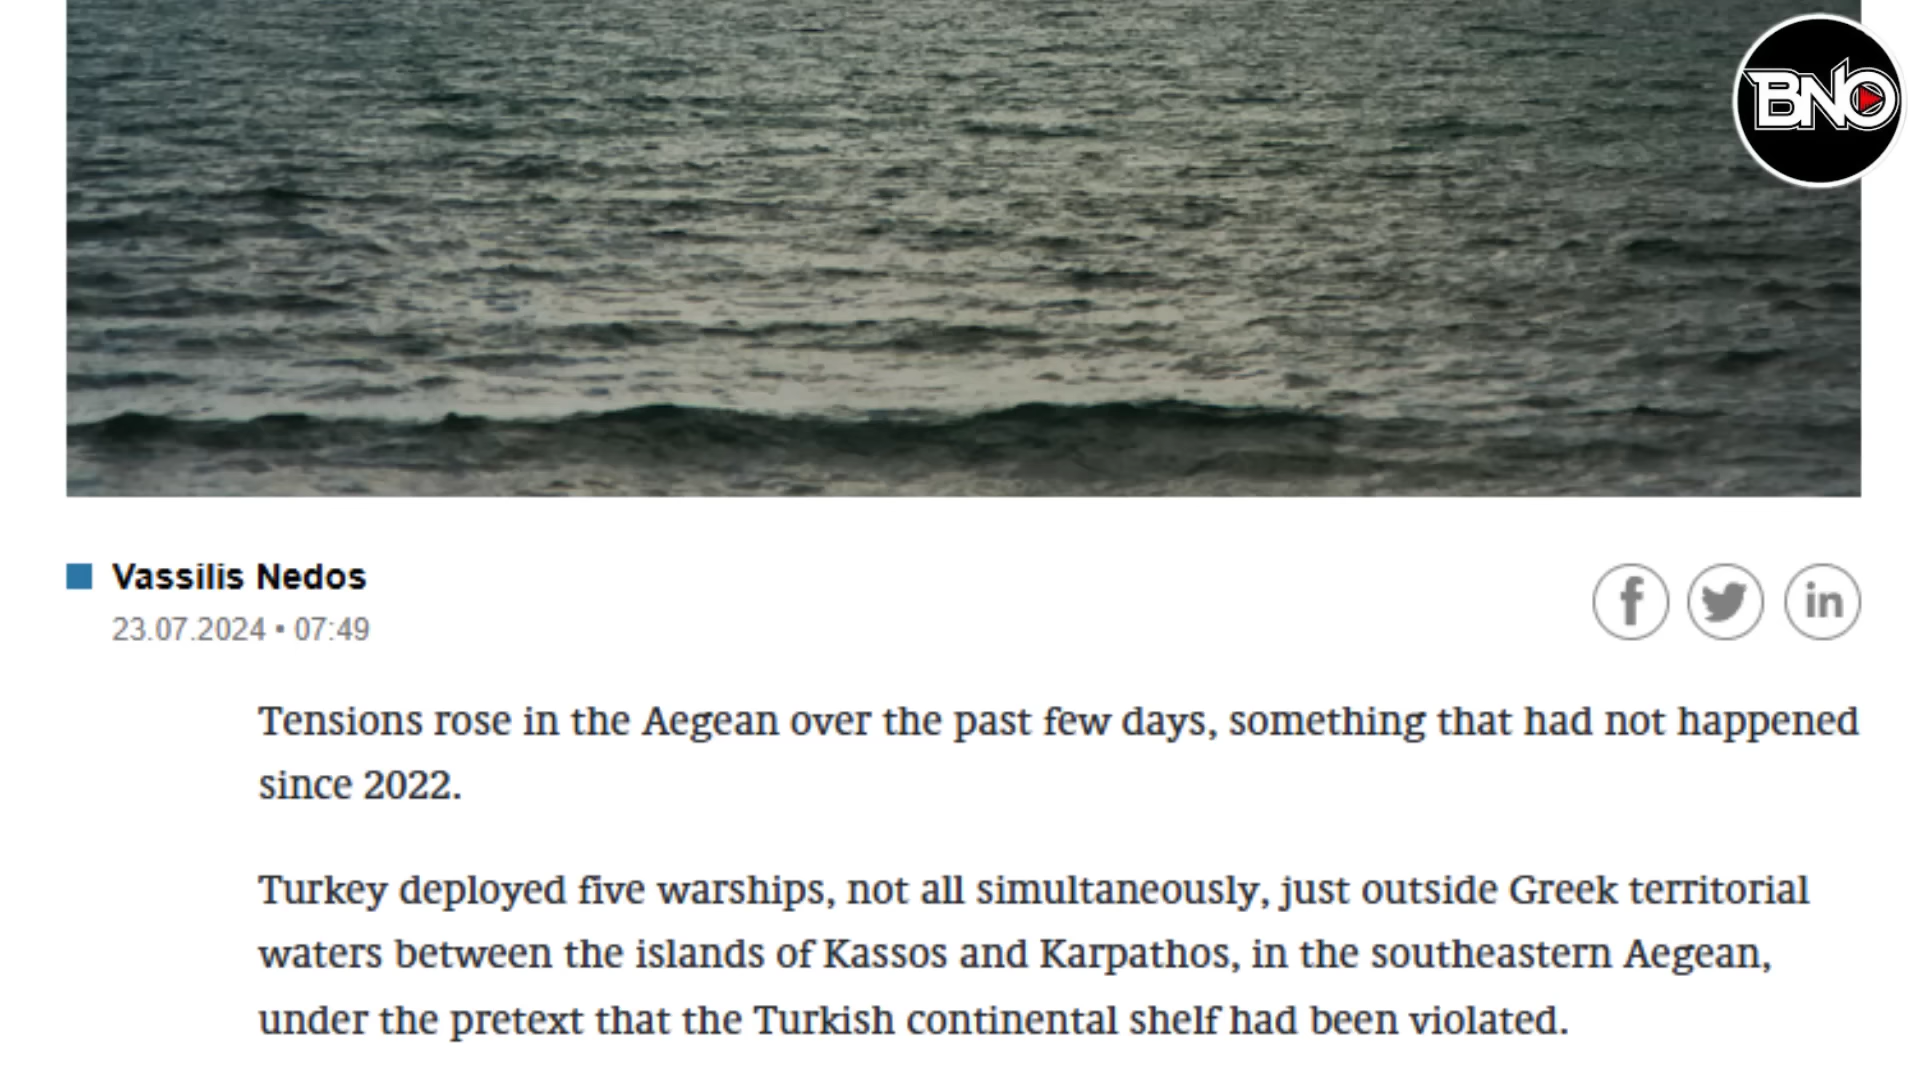 BNO
Vassilis Nedos
23.07.2024 • 07:49
f
in
Tensions rose in the Aegean over the past few days, something that had not happened
since 2022.
Turkey deployed five warships, not all simultaneously, just outside Greek territorial
waters between the islands of Kassos and Karpathos, in the southeastern Aegean,
under the pretext that the Turkish continental shelf had been violated.